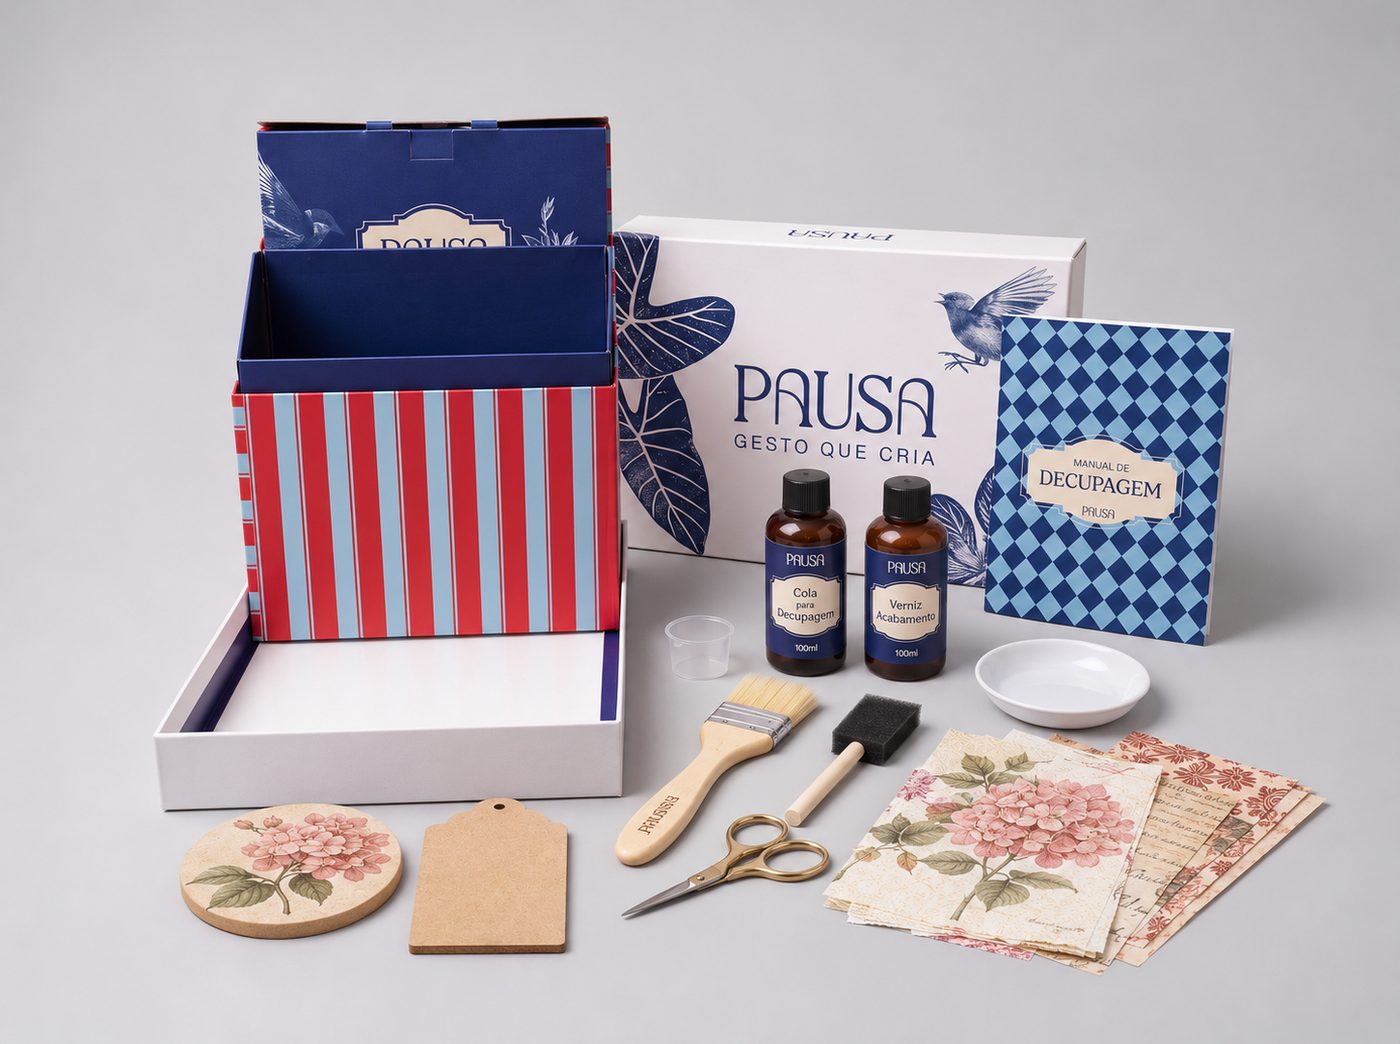 PAUSA
PAUSA
PAUSA
GESTO QUE CRIA
MANUAL DE
DECUPAGEM
PAUSA
PAUSA
Cola
para
Decupagem
100ml
PAUSA
Verniz
Acabamento
100ml